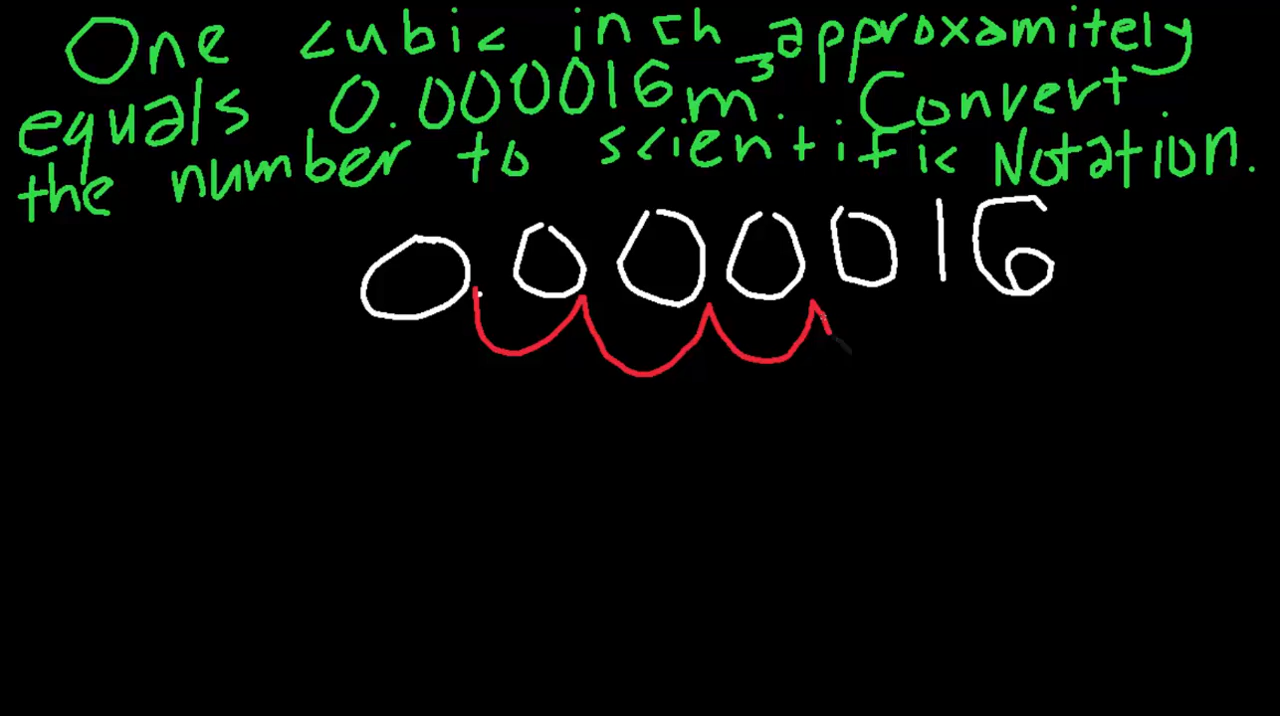 One cubic inch approxamitely
equals 0.000016m³. Convert
the number to scientific Notation.
0.000016